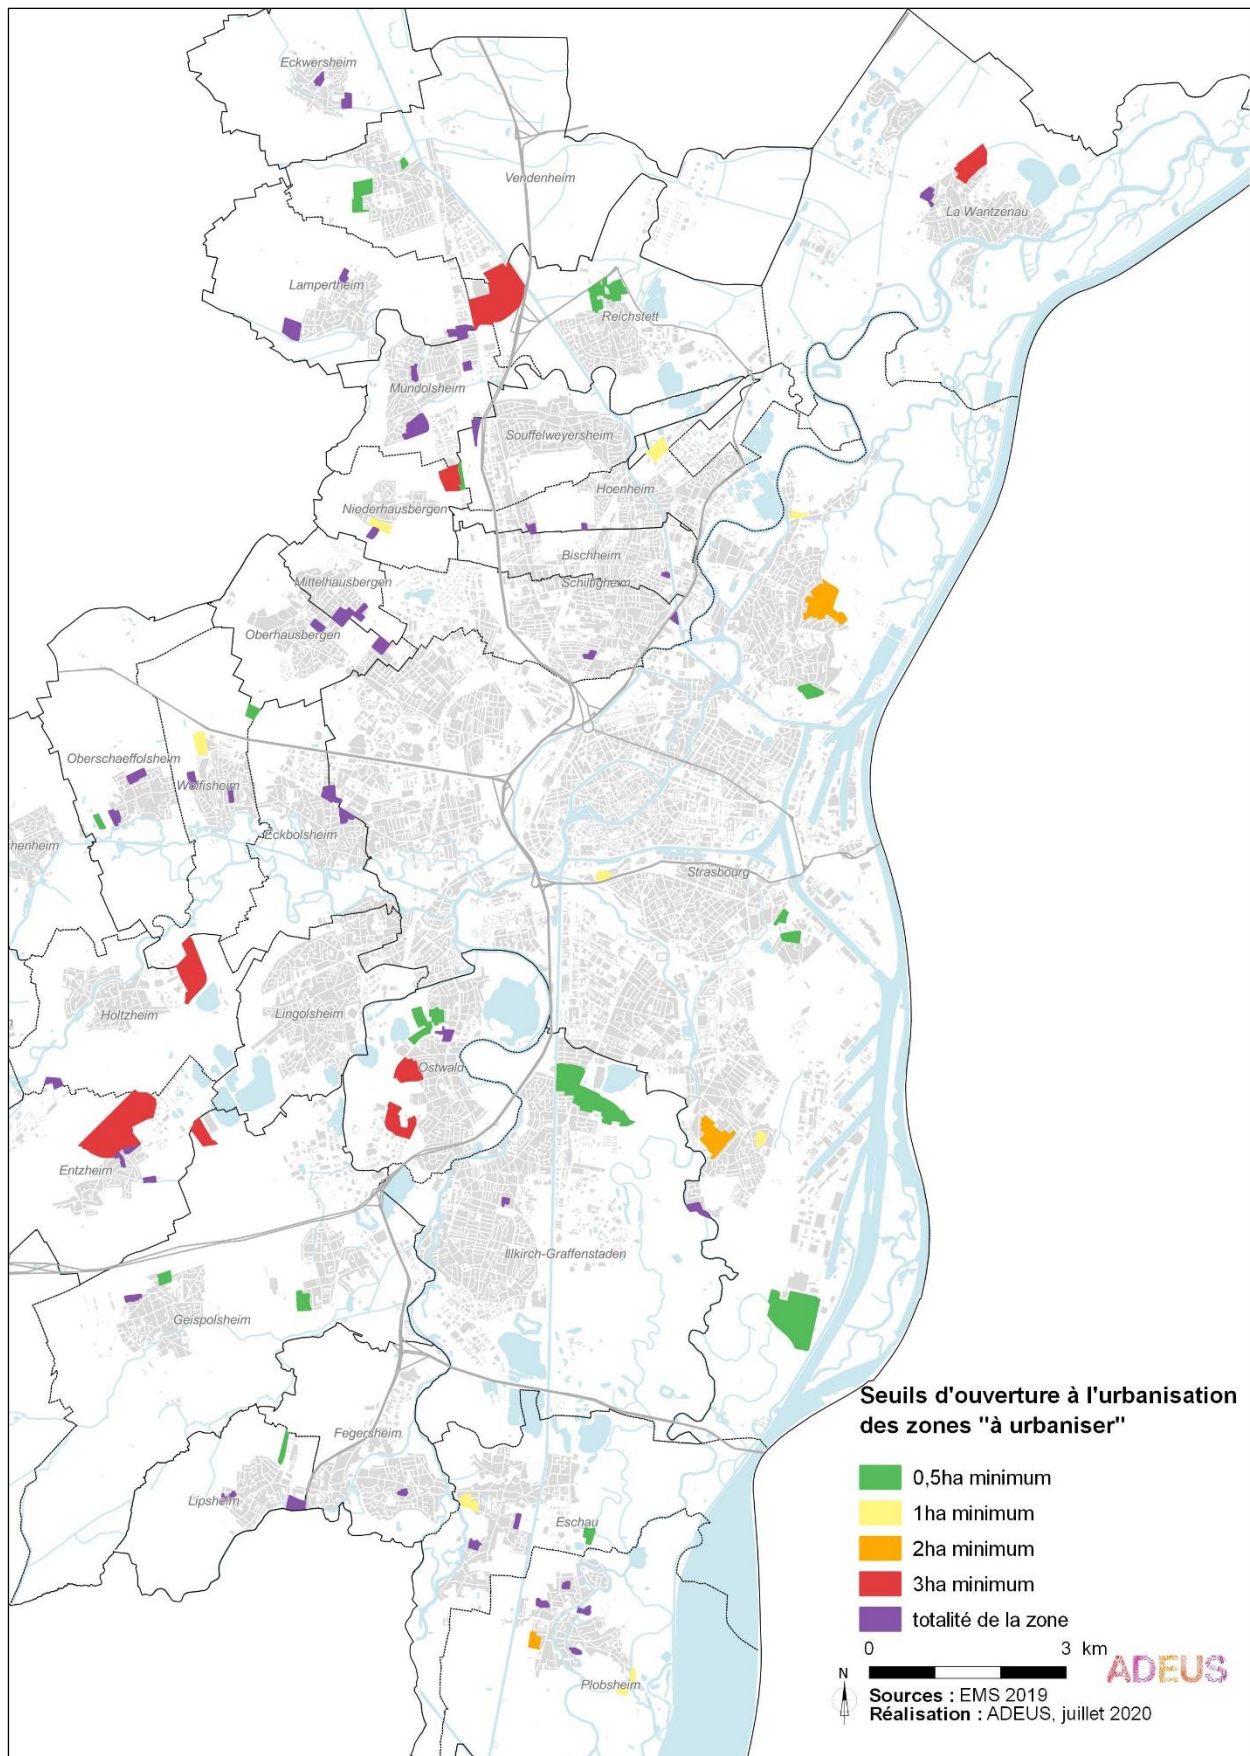 Eckwersheim
Vendenheim
La Wantzenau
Lampertheim
Reichstett
Mundolsheim
Souffelweyersheim
Hoenheim
Niederhausbergen
Bischheim
Mittelhausbergen
Schiltigheim
Oberhausbergen
Oberschaeffolsheim
Wolfisheim
Eckbolsheim
chenheim
Strasbourg
Holtzheim
Lingolsheim
Ostwald
Entzheim
Illkirch-Graffenstaden
Geispolsheim
Fegersheim
Lipsheim
Eschau
Plobsheim
Seuils d'ouverture à l'urbanisation
des zones "à urbaniser"
0,5ha minimum
1ha minimum
2ha minimum
3ha minimum
totalité de la zone
0 3 km
N
ADEUS
Sources : EMS 2019
Réalisation : ADEUS, juillet 2020